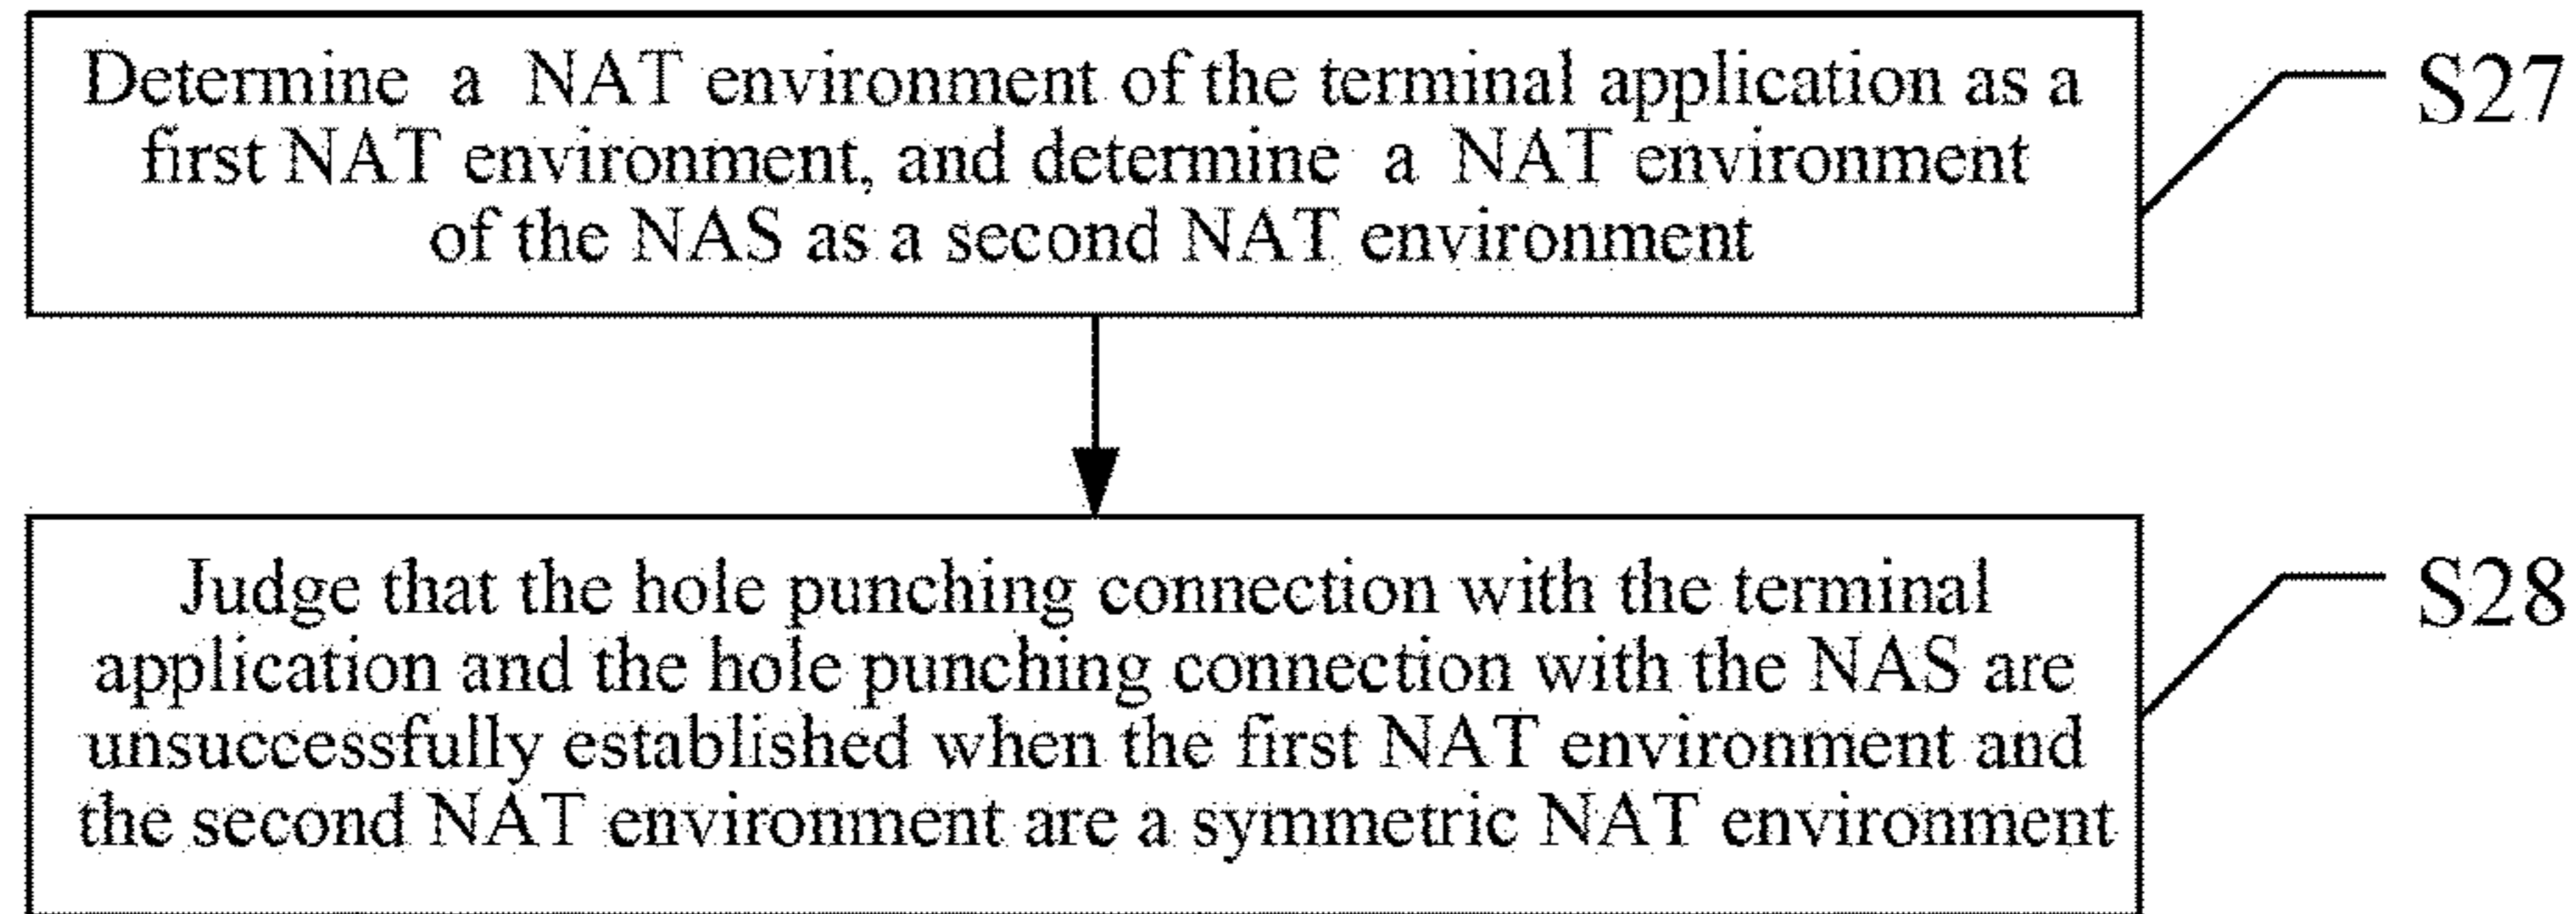 Determine a NAT environment of the terminal application as a
first NAT environment, and determine a NAT environment
of the NAS as a second NAT environment
S27
Judge that the hole punching connection with the terminal
application and the hole punching connection with the NAS are
unsuccessfully established when the first NAT environment and
the second NAT environment are a symmetric NAT environment
S28